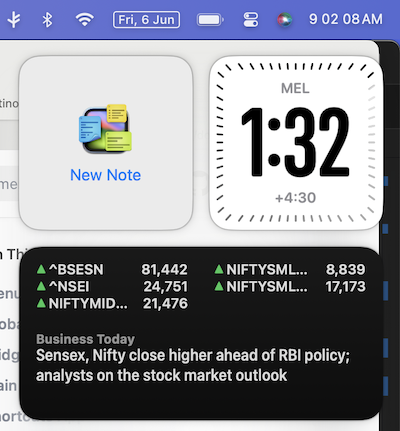 Fri, 6 Jun
9 02 08 AM
New Note
MEL
1:32
+4:30
^BSESN 81,442
^NSEI 24,751
NIFTYMID... 21,476
NIFTYSML... 8,839
NIFTYSML... 17,173
Business Today
Sensex, Nifty close higher ahead of RBI policy;
analysts on the stock market outlook